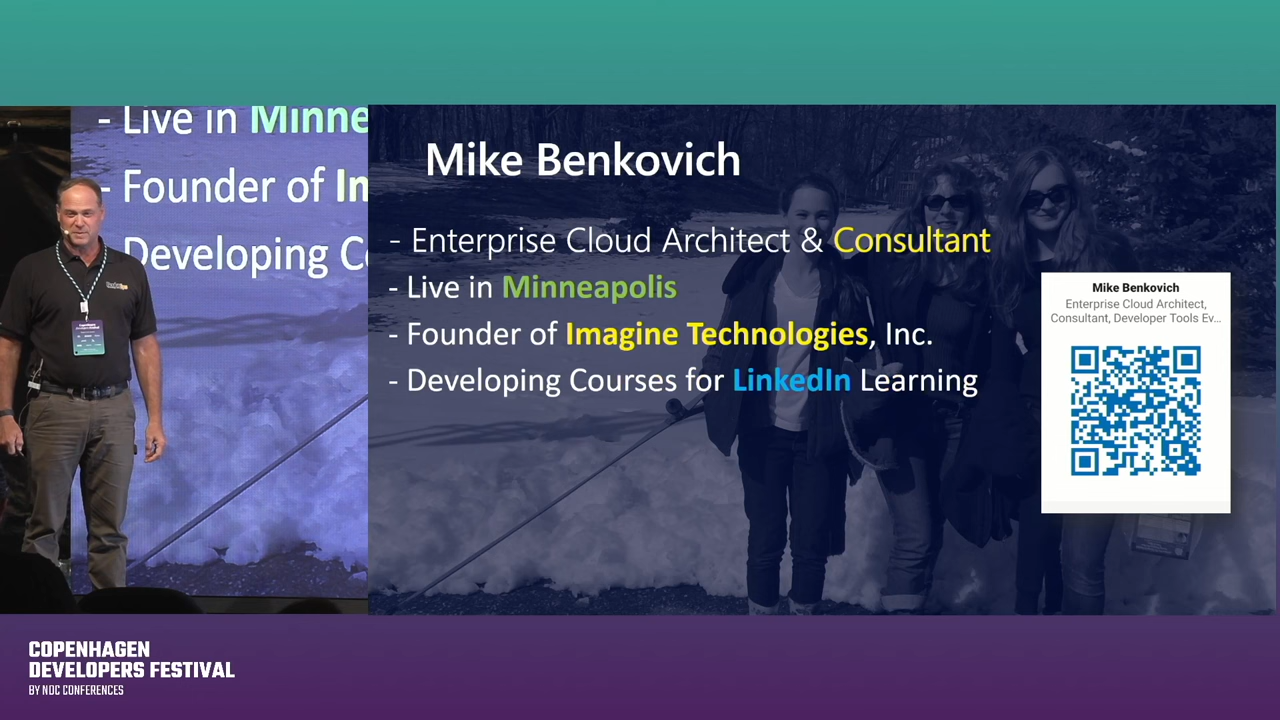 - Live in Minne
- Founder of In
Developing Co
Mike Benkovich
- Enterprise Cloud Architect & Consultant
- Live in Minneapolis
- Founder of Imagine Technologies, Inc.
- Developing Courses for LinkedIn Learning
Mike Benkovich
Enterprise Cloud Architect,
Consultant, Developer Tools Ev...
COPENHAGEN
DEVELOPERS FESTIVAL
BY NDC CONFERENCES